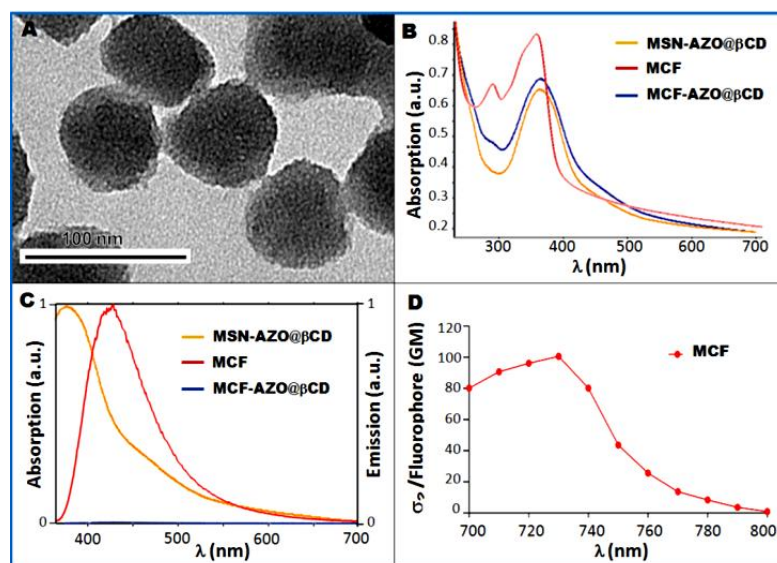 A
100 nm
B
0.8
0.7
0.6
0.5
0.4
0.3
0.2
Absorption (a.u.)
MSN-AZO@βCD
MCF
MCF-AZO@βCD
300 400 500 600 700
λ (nm)
C
1
0
Absorption (a.u.)
MSN-AZO@βCD
MCF
MCF-AZO@βCD
1
0
Emission (a.u.)
400 500 600 700
λ (nm)
D
120
100
80
60
40
20
0
σ₂/Fluorophore (GM)
MCF
700 720 740 760 780 800
λ (nm)